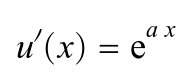 u′(x) = e^{a x}